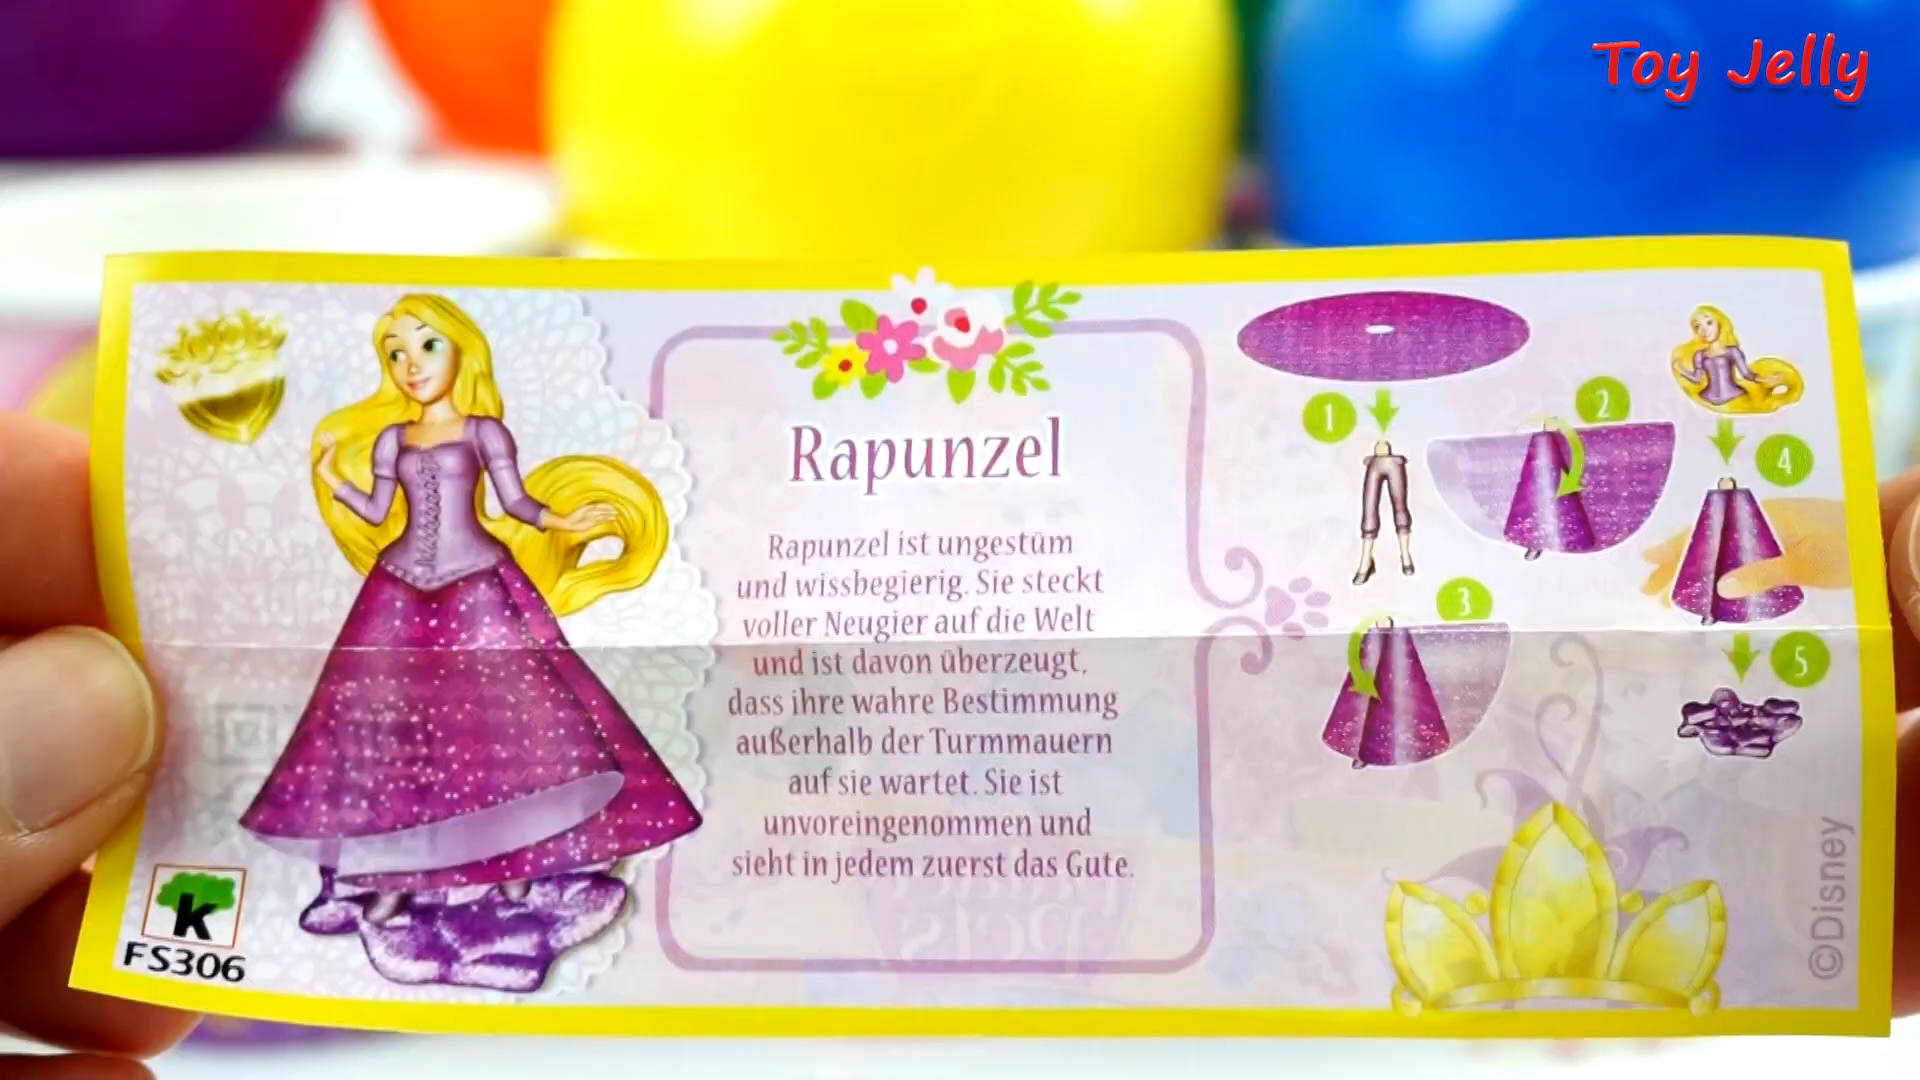 Toy Jelly
Rapunzel
Rapunzel ist ungestüm
und wissbegierig. Sie steckt
voller Neugier auf die Welt
und ist davon überzeugt,
dass ihre wahre Bestimmung
außerhalb der Turmmauern
auf sie wartet. Sie ist
unvoreingenommen und
sieht in jedem zuerst das Gute.
1
2
3
4
5
K
FS306
©Disney